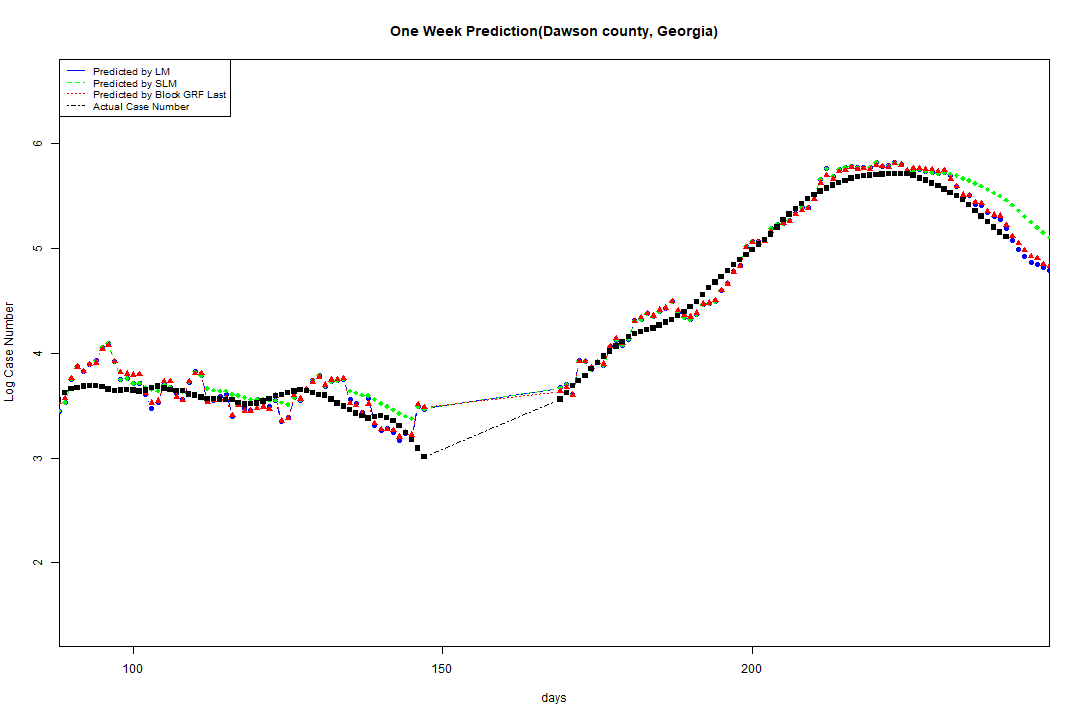 One Week Prediction(Dawson county, Georgia)
Predicted by LM
Predicted by SLM
Predicted by Block GRF Last
Actual Case Number
Log Case Number
6
5
4
3
2
100 150 200
days